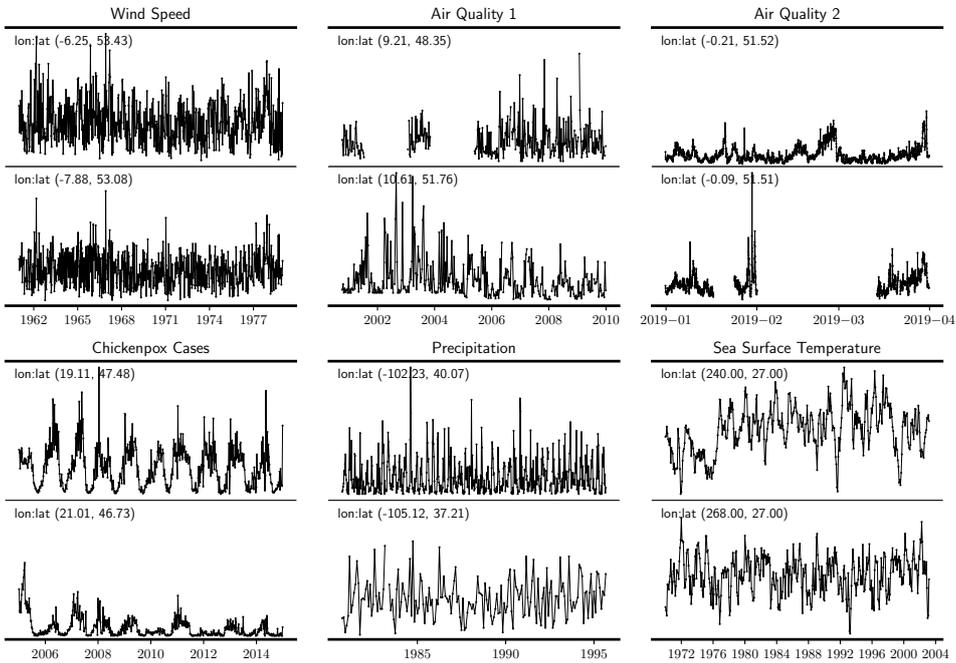 Wind Speed
Air Quality 1
Air Quality 2
lon:lat (-6.25, 53.43)
lon:lat (9.21, 48.35)
lon:lat (-0.21, 51.52)
lon:lat (-7.88, 53.08)
lon:lat (10.61, 51.76)
lon:lat (-0.09, 51.51)
1962 1965 1968 1971 1974 1977
2002 2004 2006 2008 2010
2019−01 2019−02 2019−03 2019−04
Chickenpox Cases
Precipitation
Sea Surface Temperature
lon:lat (19.11, 47.48)
lon:lat (-102.23, 40.07)
lon:lat (240.00, 27.00)
lon:lat (21.01, 46.73)
lon:lat (-105.12, 37.21)
lon:lat (268.00, 27.00)
2006 2008 2010 2012 2014
1985 1990 1995
1972 1976 1980 1984 1988 1992 1996 2000 2004